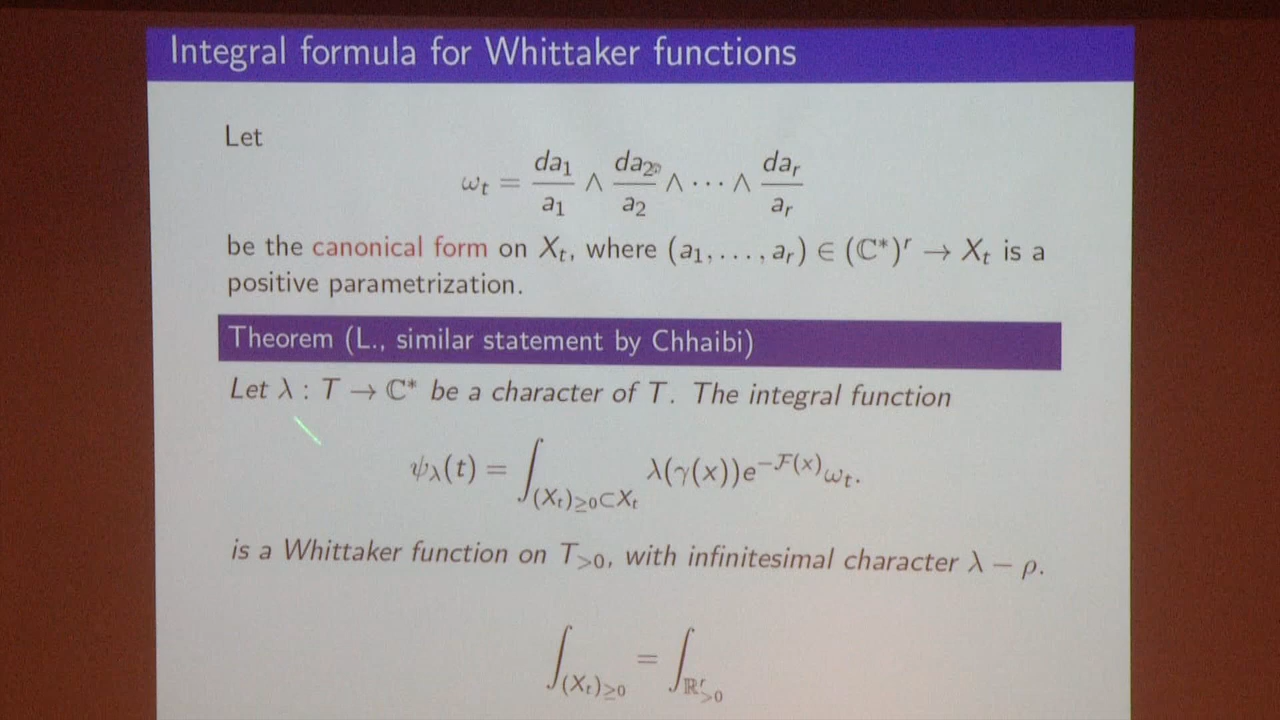 Integral formula for Whittaker functions
Let
ω_t = da_1/a_1 ∧ da_2/a_2 ∧ ⋯ ∧ da_r/a_r
be the canonical form on X_t, where (a_1, …, a_r) ∈ (ℂ*)^r → X_t is a
positive parametrization.
Theorem (L., similar statement by Chhaibi)
Let λ : T → ℂ* be a character of T. The integral function
ψ_λ(t) = ∫_{(X_t)_{≥0}⊂X_t} λ(γ(x))e^{−ℱ(x)}ω_t.
is a Whittaker function on T_{>0}, with infinitesimal character λ − ρ.
∫_{(X_t)_{≥0}} = ∫_{ℝ^r_{>0}}